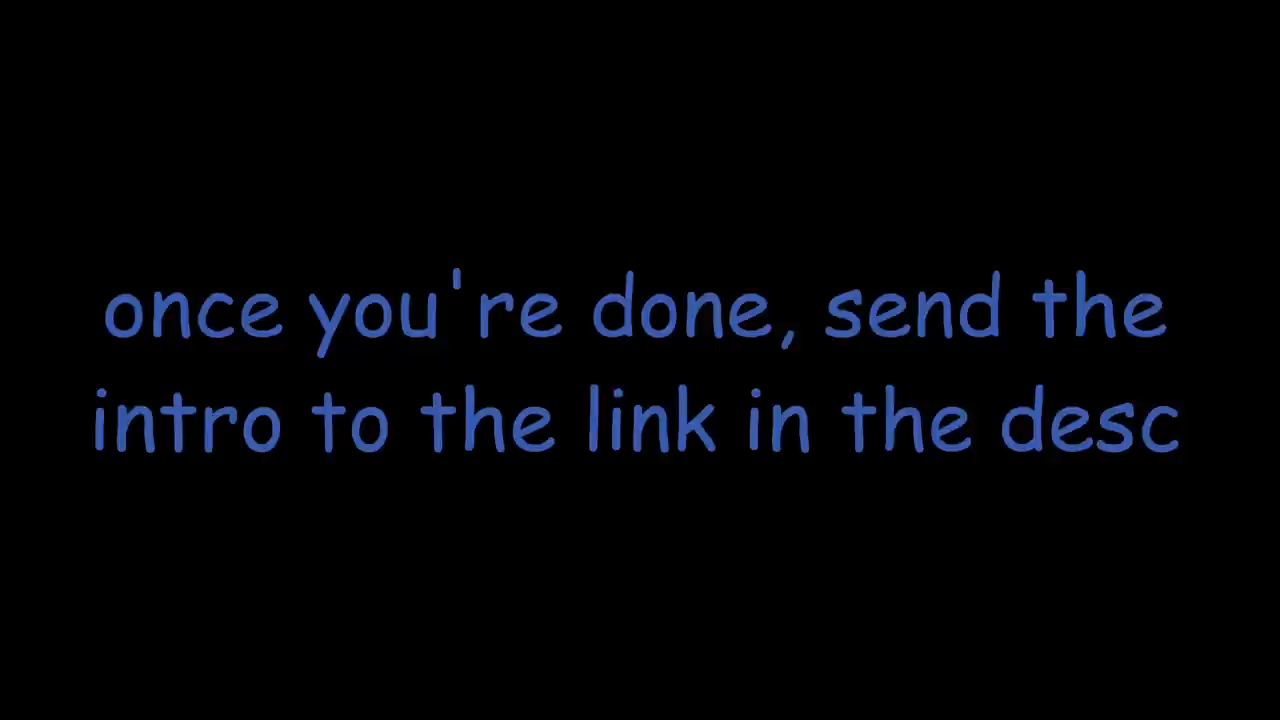 once you're done, send the
intro to the link in the desc